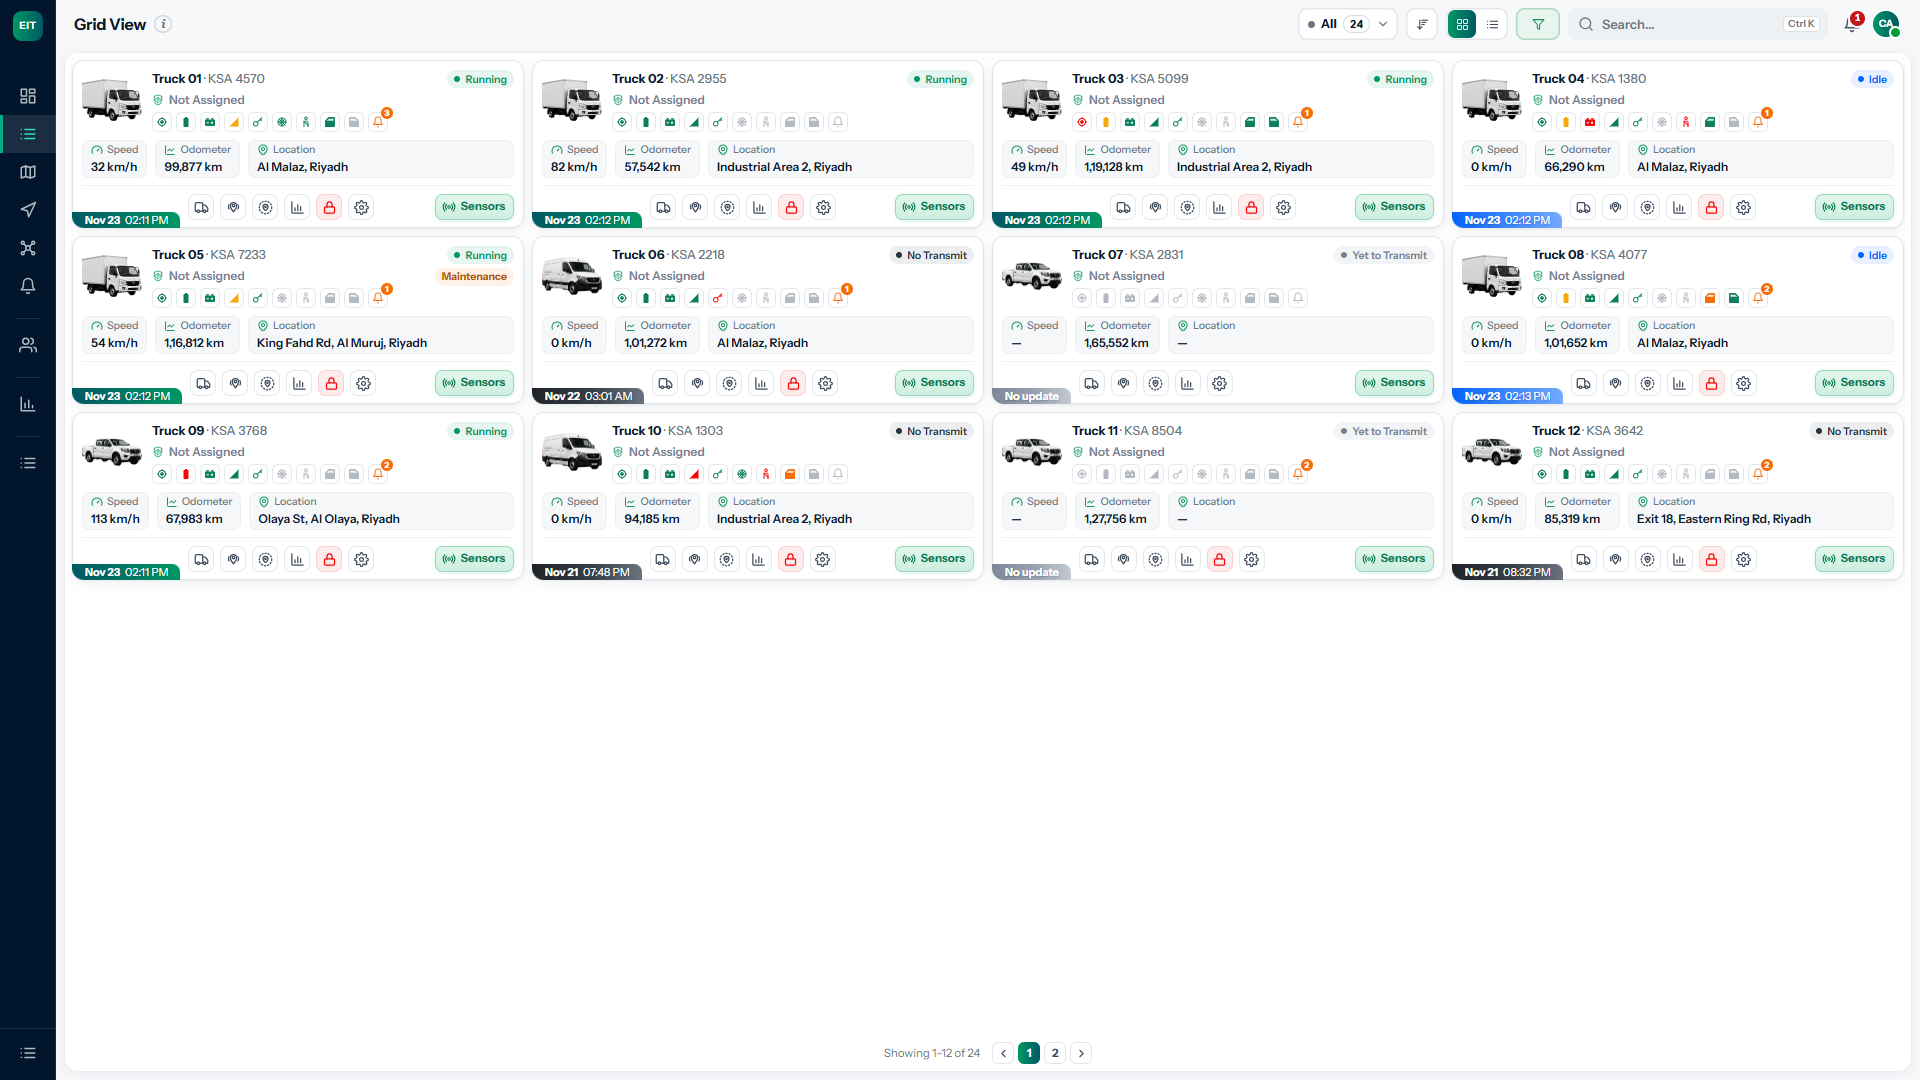 EIT
Grid View
All 24
Search...
Ctrl K
1
CA
Truck 01 · KSA 4570
Running
Not Assigned
3
Speed
32 km/h
Odometer
99,877 km
Location
Al Malaz, Riyadh
Nov 23 02:11 PM
Sensors
Truck 02 · KSA 2955
Running
Not Assigned
Speed
82 km/h
Odometer
57,542 km
Location
Industrial Area 2, Riyadh
Nov 23 02:12 PM
Sensors
Truck 03 · KSA 5099
Running
Not Assigned
1
Speed
49 km/h
Odometer
1,19,128 km
Location
Industrial Area 2, Riyadh
Nov 23 02:12 PM
Sensors
Truck 04 · KSA 1380
Idle
Not Assigned
1
Speed
0 km/h
Odometer
66,290 km
Location
Al Malaz, Riyadh
Nov 23 02:12 PM
Sensors
Truck 05 · KSA 7233
Running
Not Assigned
Maintenance
1
Speed
54 km/h
Odometer
1,16,812 km
Location
King Fahd Rd, Al Muruj, Riyadh
Nov 23 02:12 PM
Sensors
Truck 06 · KSA 2218
No Transmit
Not Assigned
1
Speed
0 km/h
Odometer
1,01,272 km
Location
Al Malaz, Riyadh
Nov 22 03:01 AM
Sensors
Truck 07 · KSA 2831
Yet to Transmit
Not Assigned
Speed
—
Odometer
1,65,552 km
Location
—
No update
Sensors
Truck 08 · KSA 4077
Idle
Not Assigned
2
Speed
0 km/h
Odometer
1,01,652 km
Location
Al Malaz, Riyadh
Nov 23 02:13 PM
Sensors
Truck 09 · KSA 3768
Running
Not Assigned
2
Speed
113 km/h
Odometer
67,983 km
Location
Olaya St, Al Olaya, Riyadh
Nov 23 02:11 PM
Sensors
Truck 10 · KSA 1303
No Transmit
Not Assigned
Speed
0 km/h
Odometer
94,185 km
Location
Industrial Area 2, Riyadh
Nov 21 07:48 PM
Sensors
Truck 11 · KSA 8504
Yet to Transmit
Not Assigned
2
Speed
—
Odometer
1,27,756 km
Location
—
No update
Sensors
Truck 12 · KSA 3642
No Transmit
Not Assigned
2
Speed
0 km/h
Odometer
85,319 km
Location
Exit 18, Eastern Ring Rd, Riyadh
Nov 21 08:32 PM
Sensors
Showing 1–12 of 24
1
2